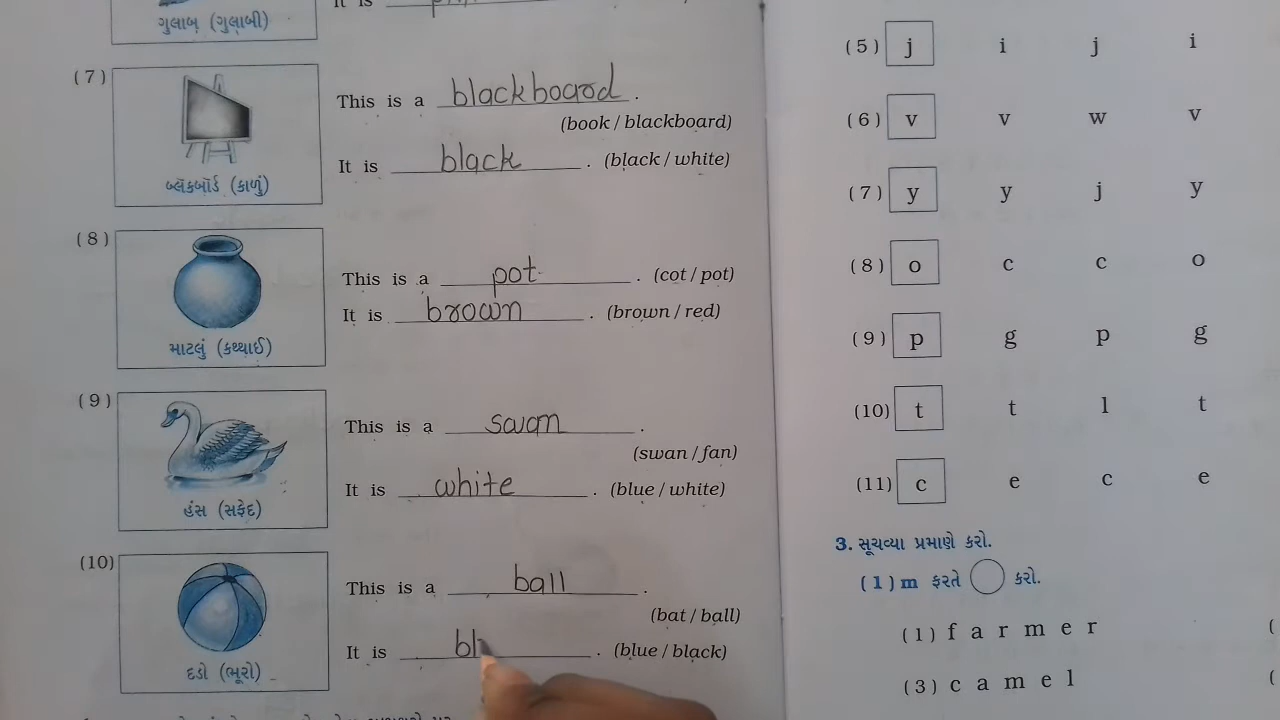 ગુલાબ (ગુલાબી)
It is
(7)
This is a blackboard.
(book / blackboard)
It is black. (black / white)
બ્લૅકબૉર્ડ (કાળું)
(8)
This is a pot. (cot / pot)
It is brown. (brown / red)
માટલું (કથ્થાઈ)
(9)
This is a swan.
(swan / fan)
It is white. (blue / white)
હંસ (સફેદ)
(10)
This is a ball.
(bat / ball)
It is bl. (blue / black)
દડો (ભૂરો)
(5) j i j i
(6) v v w v
(7) y y j y
(8) o c c o
(9) p g p g
(10) t t l t
(11) c e c e
3. સૂચવ્યા પ્રમાણે કરો.
(1) m ફરતે ◯ કરો.
(1) f a r m e r (
(3) c a m e l (